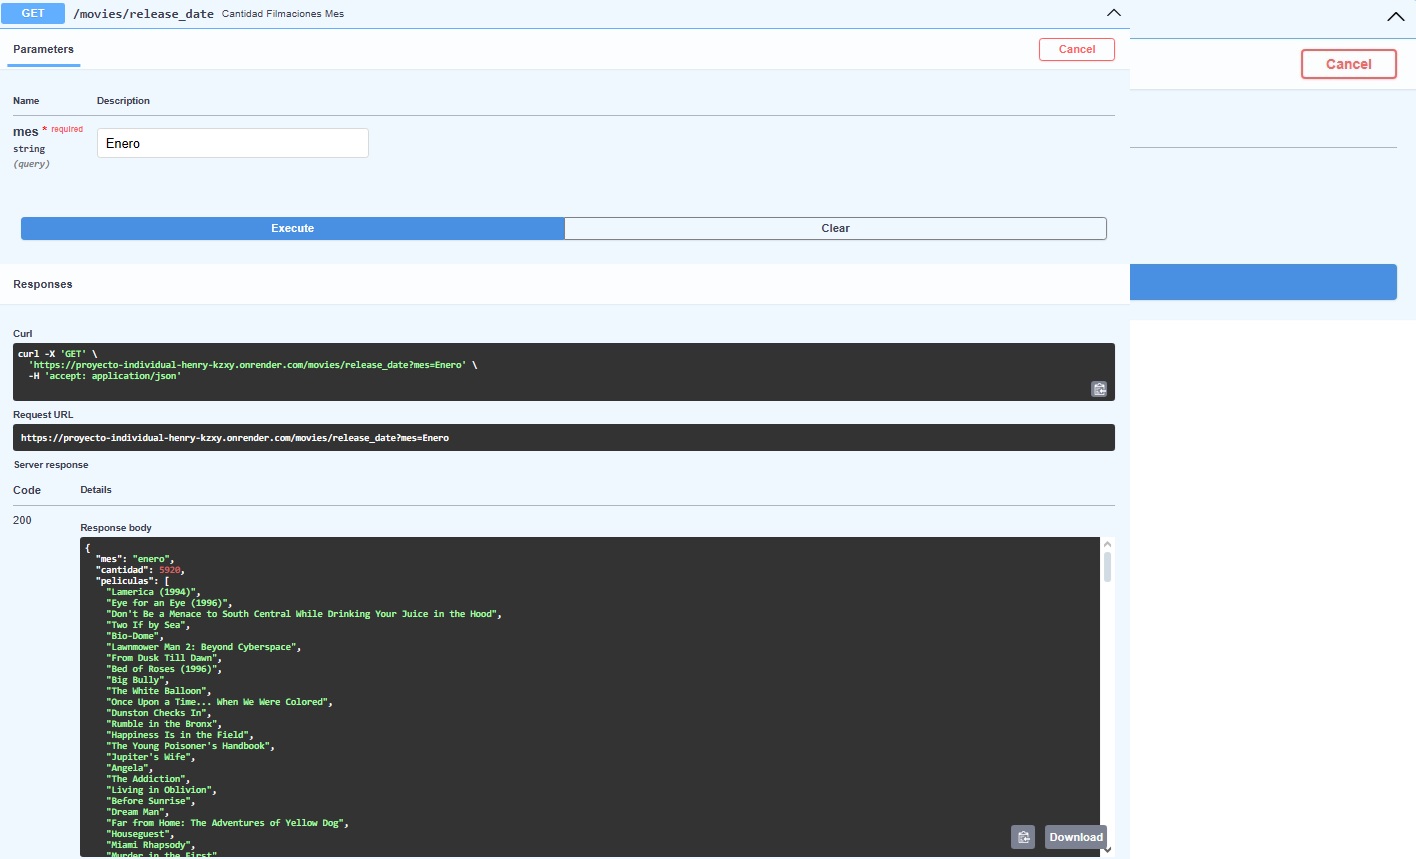 GET /movies/release_date Cantidad Filmaciones Mes
Parameters Cancel
Cancel
Name Description
mes * required
string
(query)
Enero
Execute Clear
Responses
Curl
curl -X 'GET' \
'https://proyecto-individual-henry-kzxy.onrender.com/movies/release_date?mes=Enero' \
-H 'accept: application/json'
Request URL
https://proyecto-individual-henry-kzxy.onrender.com/movies/release_date?mes=Enero
Server response
Code Details
200
Response body
{
"mes": "enero",
"cantidad": 5920,
"peliculas": [
"Lamerica (1994)",
"Eye for an Eye (1996)",
"Don't Be a Menace to South Central While Drinking Your Juice in the Hood",
"Two If by Sea",
"Bio-Dome",
"Lawnmower Man 2: Beyond Cyberspace",
"From Dusk Till Dawn",
"Bed of Roses (1996)",
"Big Bully",
"The White Balloon",
"Once Upon a Time... When We Were Colored",
"Dunston Checks In",
"Rumble in the Bronx",
"Happiness Is in the Field",
"The Young Poisoner's Handbook",
"Jupiter's Wife",
"Angela",
"The Addiction",
"Living in Oblivion",
"Before Sunrise",
"Dream Man",
"Far from Home: The Adventures of Yellow Dog",
"Houseguest",
"Miami Rhapsody",
"Murder in the First"
Download